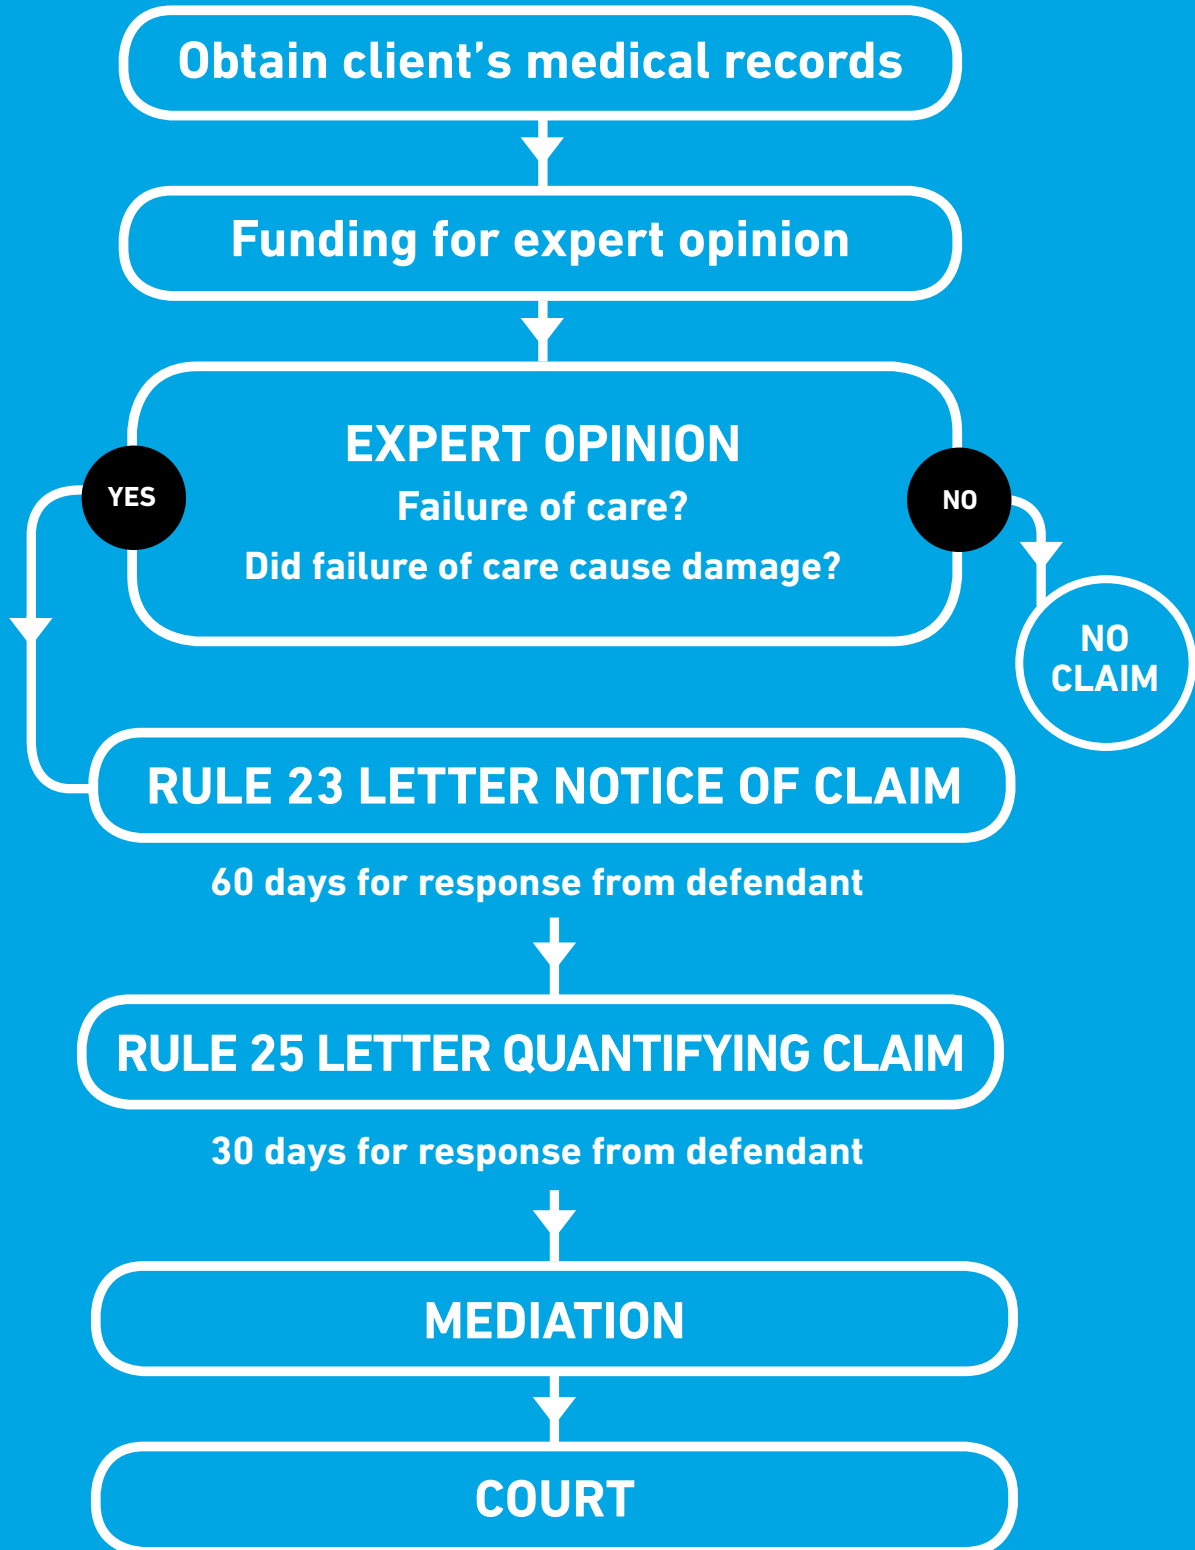 Obtain client’s medical records
Funding for expert opinion
EXPERT OPINION
Failure of care?
Did failure of care cause damage?
YES
NO
NO
CLAIM
RULE 23 LETTER NOTICE OF CLAIM
60 days for response from defendant
RULE 25 LETTER QUANTIFYING CLAIM
30 days for response from defendant
MEDIATION
COURT